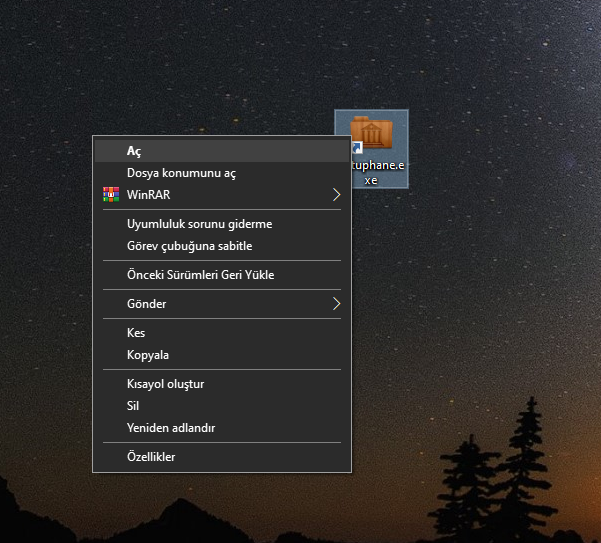 Aç
Dosya konumunu aç
WinRAR
Uyumluluk sorunu giderme
Görev çubuğuna sabitle
Önceki Sürümleri Geri Yükle
Gönder
Kes
Kopyala
Kısayol oluştur
Sil
Yeniden adlandır
Özellikler
tuphane.e
xe